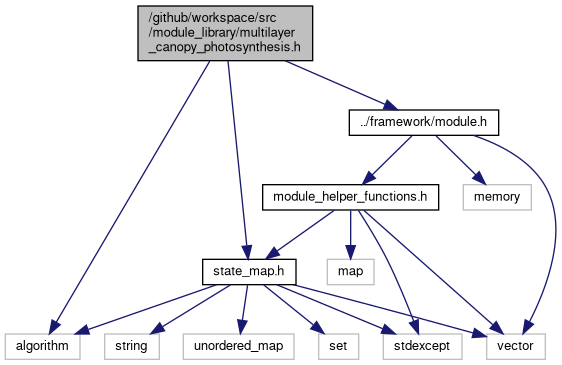 /github/workspace/src
/module_library/multilayer
_canopy_photosynthesis.h
../framework/module.h
module_helper_functions.h
memory
state_map.h
map
algorithm
string
unordered_map
set
stdexcept
vector